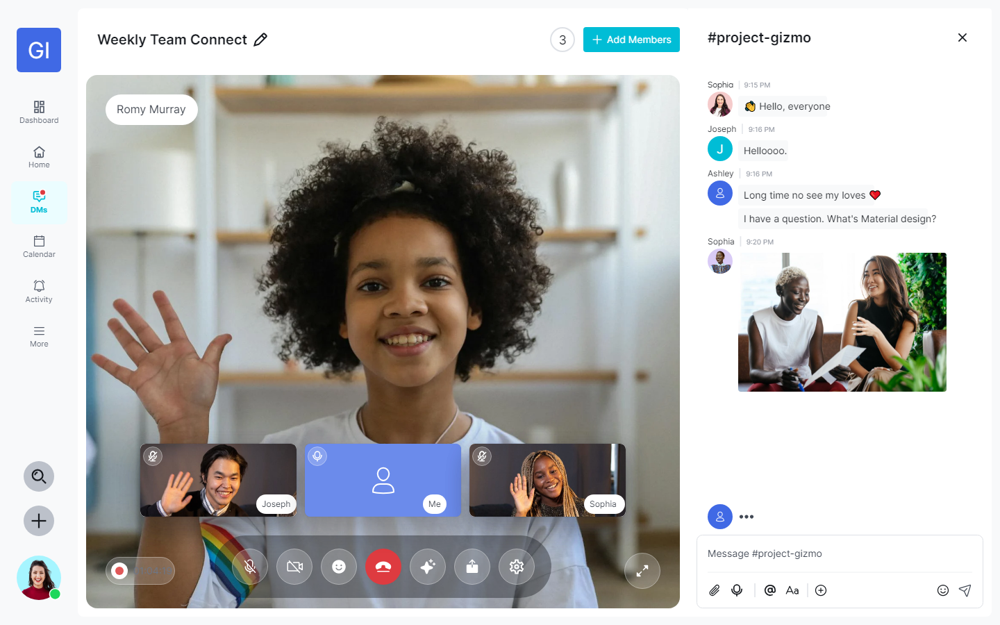 GI
Dashboard
Home
DMs
Calendar
Activity
More
Weekly Team Connect
3
Add Members
Romy Murray
Joseph
Me
Sophia
#project-gizmo
Sophia
9:15 PM
👏 Hello, everyone
Joseph
9:16 PM
J
Helloooo.
Ashley
9:16 PM
Long time no see my loves ❤️
I have a question. What's Material design?
Sophia
9:20 PM
Message #project-gizmo
@ Aa